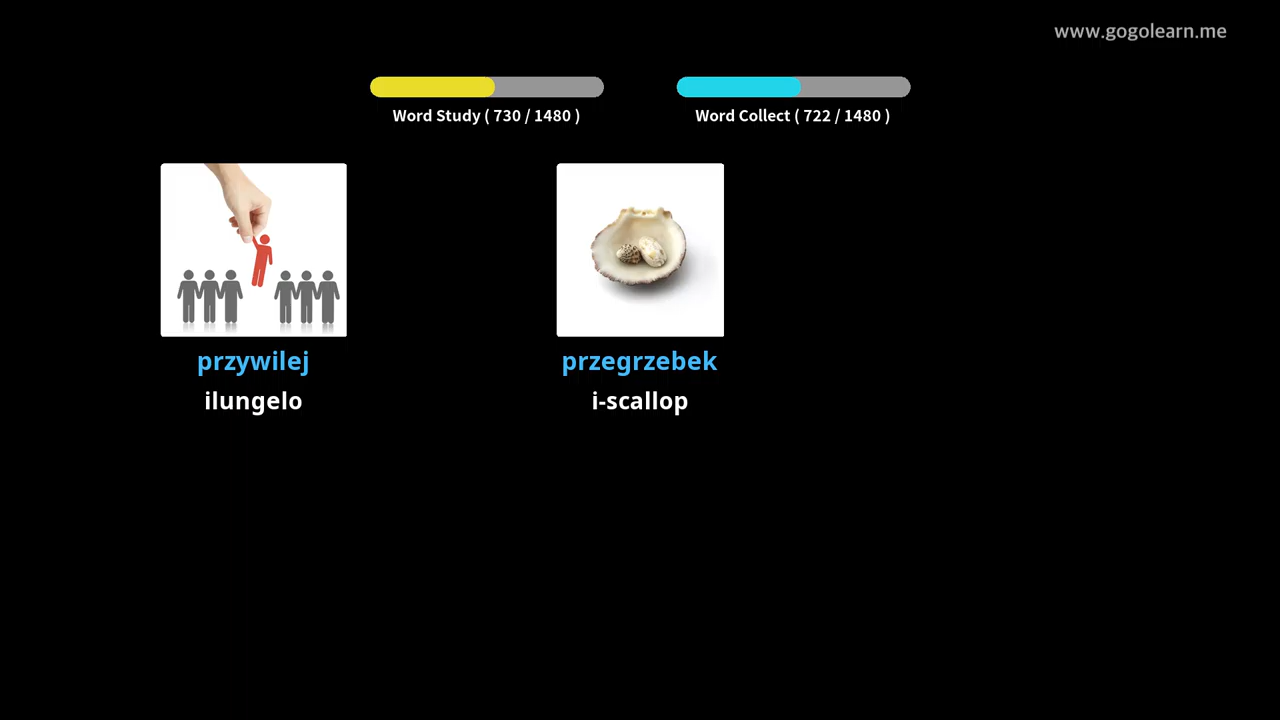 www.gogolearn.me
Word Study ( 730 / 1480 )
Word Collect ( 722 / 1480 )
przywilej
ilungelo
przegrzebek
i-scallop